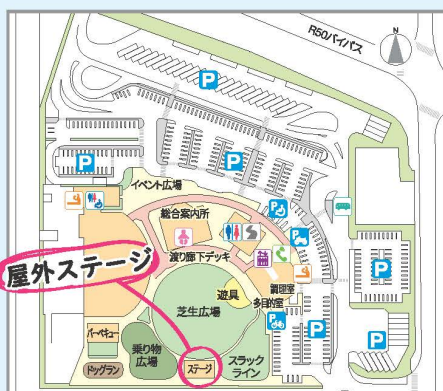 R50バイパス
N
P
P
P
P
イベント広場
総合案内所
P
P
渡り廊下デッキ
屋外ステージ
調理室
遊具
多目的室
芝生広場
P
P
P
P
バーベキュー
乗り物
広場
ドッグラン
ステージ
スラック
ライン